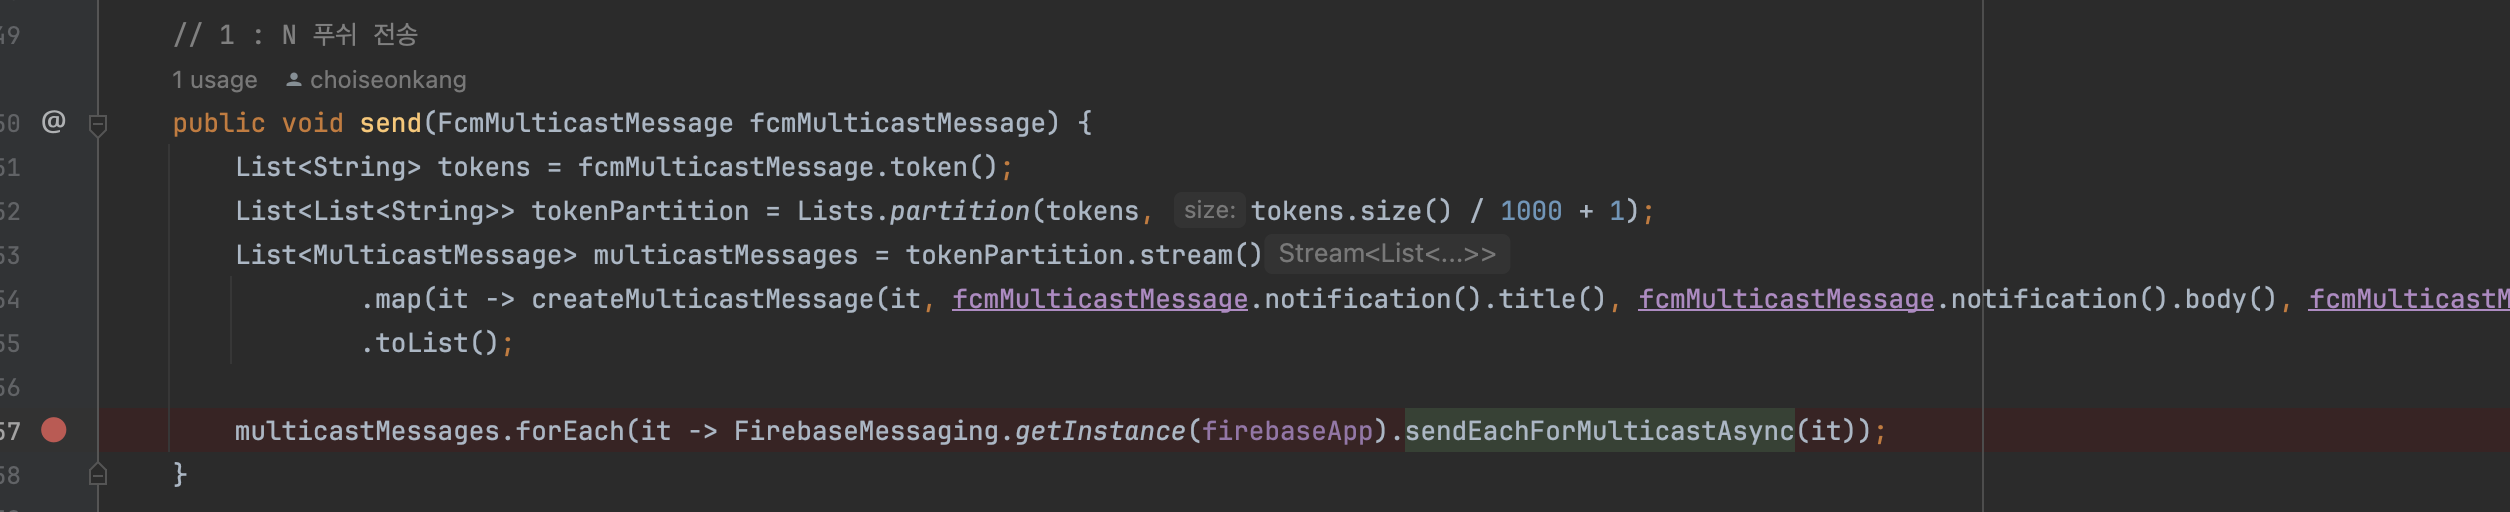 49 // 1 : N 푸쉬 전송
1 usage choiseonkang
50 @ public void send(FcmMulticastMessage fcmMulticastMessage) {
51 List<String> tokens = fcmMulticastMessage.token();
52 List<List<String>> tokenPartition = Lists.partition(tokens, size: tokens.size() / 1000 + 1);
53 List<MulticastMessage> multicastMessages = tokenPartition.stream() Stream<List<...>>
54 .map(it -> createMulticastMessage(it, fcmMulticastMessage.notification().title(), fcmMulticastMessage.notification().body(), fcmMulticastM
55 .toList();
56
57 multicastMessages.forEach(it -> FirebaseMessaging.getInstance(firebaseApp).sendEachForMulticastAsync(it));
58 }